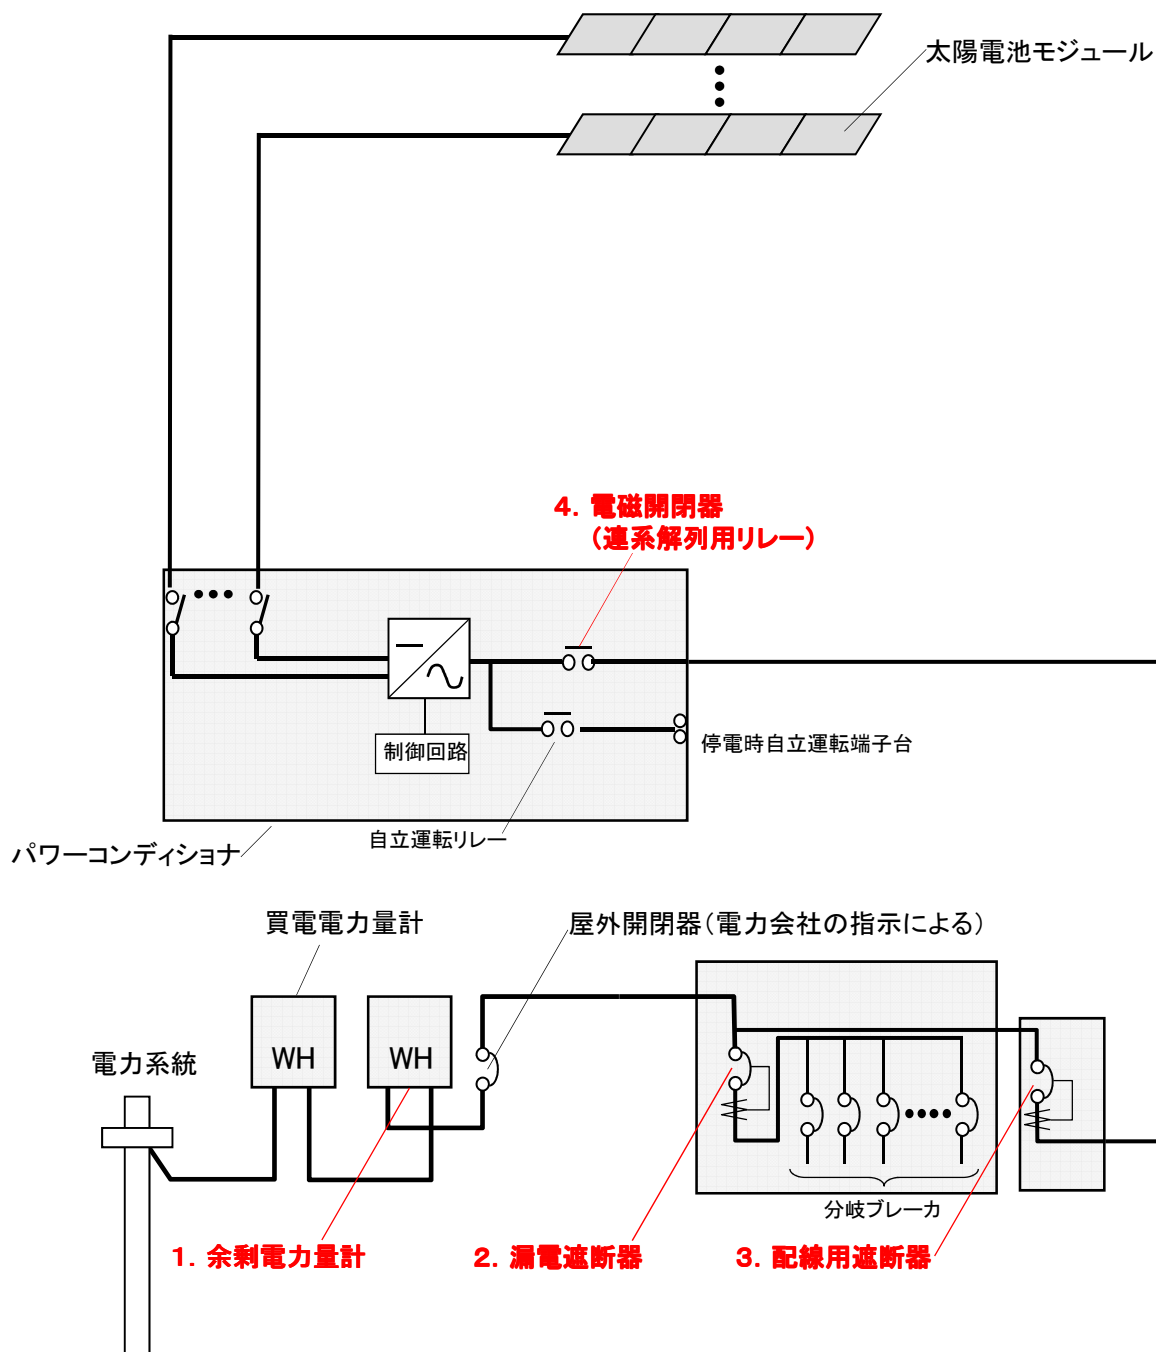 太陽電池モジュール
４．電磁開閉器
（連系解列用リレー）
制御回路
停電時自立運転端子台
自立運転リレー
パワーコンディショナ
買電電力量計
屋外開閉器（電力会社の指示による）
電力系統
WH
WH
分岐ブレーカ
１．余剰電力量計
２．漏電遮断器
３．配線用遮断器